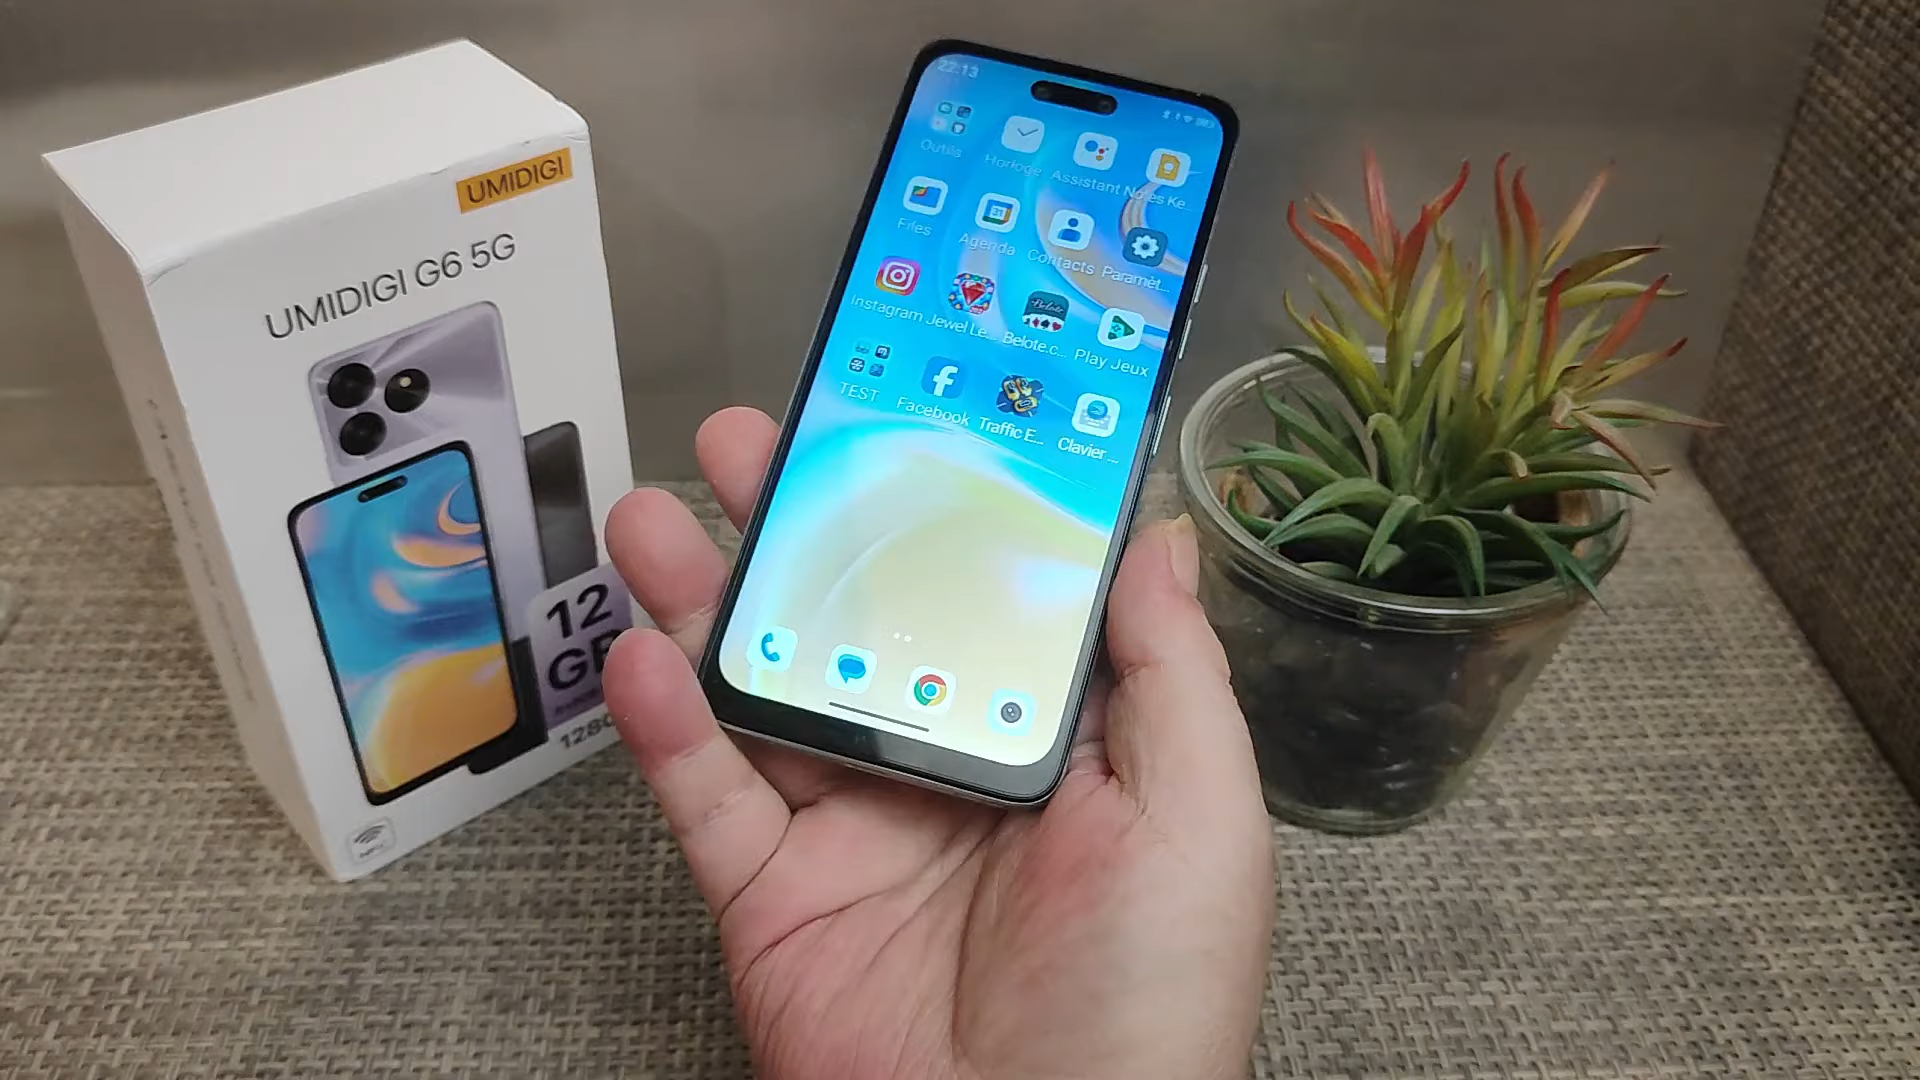 UMIDIGI
UMIDIGI G6 5G
12
GB
22:13
Outils
Horloge
Assistant
Notes Ke...
Files
Agenda
Contacts
Paramèt...
Instagram
Jewel Le...
Belote.c...
Play Jeux
TEST
Facebook
Traffic E...
Clavier ...